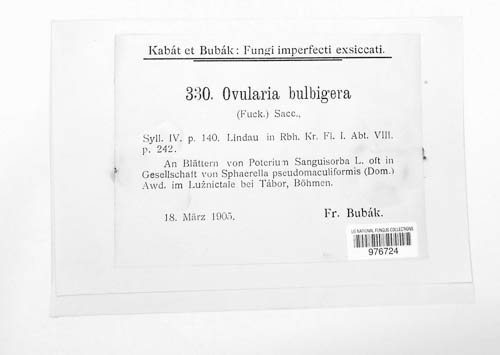 Kabát et Bubák: Fungi imperfecti exsiccati.
330. Ovularia bulbigera
(Fuck.) Sacc.,
Syll. IV. p. 140. Lindau in Rbh. Kr. Fl. I. Abt. VIII.
p. 242.
An Blättern von Poterium Sanguisorba L. oft in
Gesellschaft von Sphaerella pseudomaculiformis (Dom.)
Awd. im Lužnictale bei Tábor, Böhmen.
18. März 1905.
Fr. Bubák.
US NATIONAL FUNGUS COLLECTIONS
976724